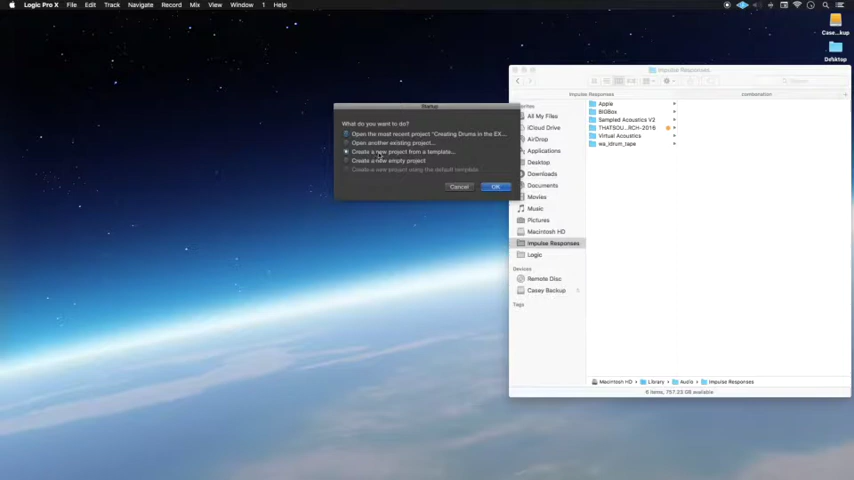 Logic Pro X File Edit Track Navigate Record Mix View Window 1 Help
Case...kup
Desktop
Startup
What do you want to do?
Open the most recent project "Creating Drums in the EX...
Open another existing project...
Create a new project from a template...
Create a new empty project
Create a new project using the default template
Cancel OK
Impulse Responses
Search
Impulse Responses combination
Favorites
All My Files
iCloud Drive
AirDrop
Applications
Desktop
Downloads
Documents
Movies
Music
Pictures
Macintosh HD
Impulse Responses
Logic
Devices
Remote Disc
Casey Backup
Tags
Apple
BIGBox
Sampled Acoustics V2
THATSOU...RCH-2016
Virtual Acoustics
wa_idrum_tape
Macintosh HD Library Audio Impulse Responses
6 items, 757.23 GB available